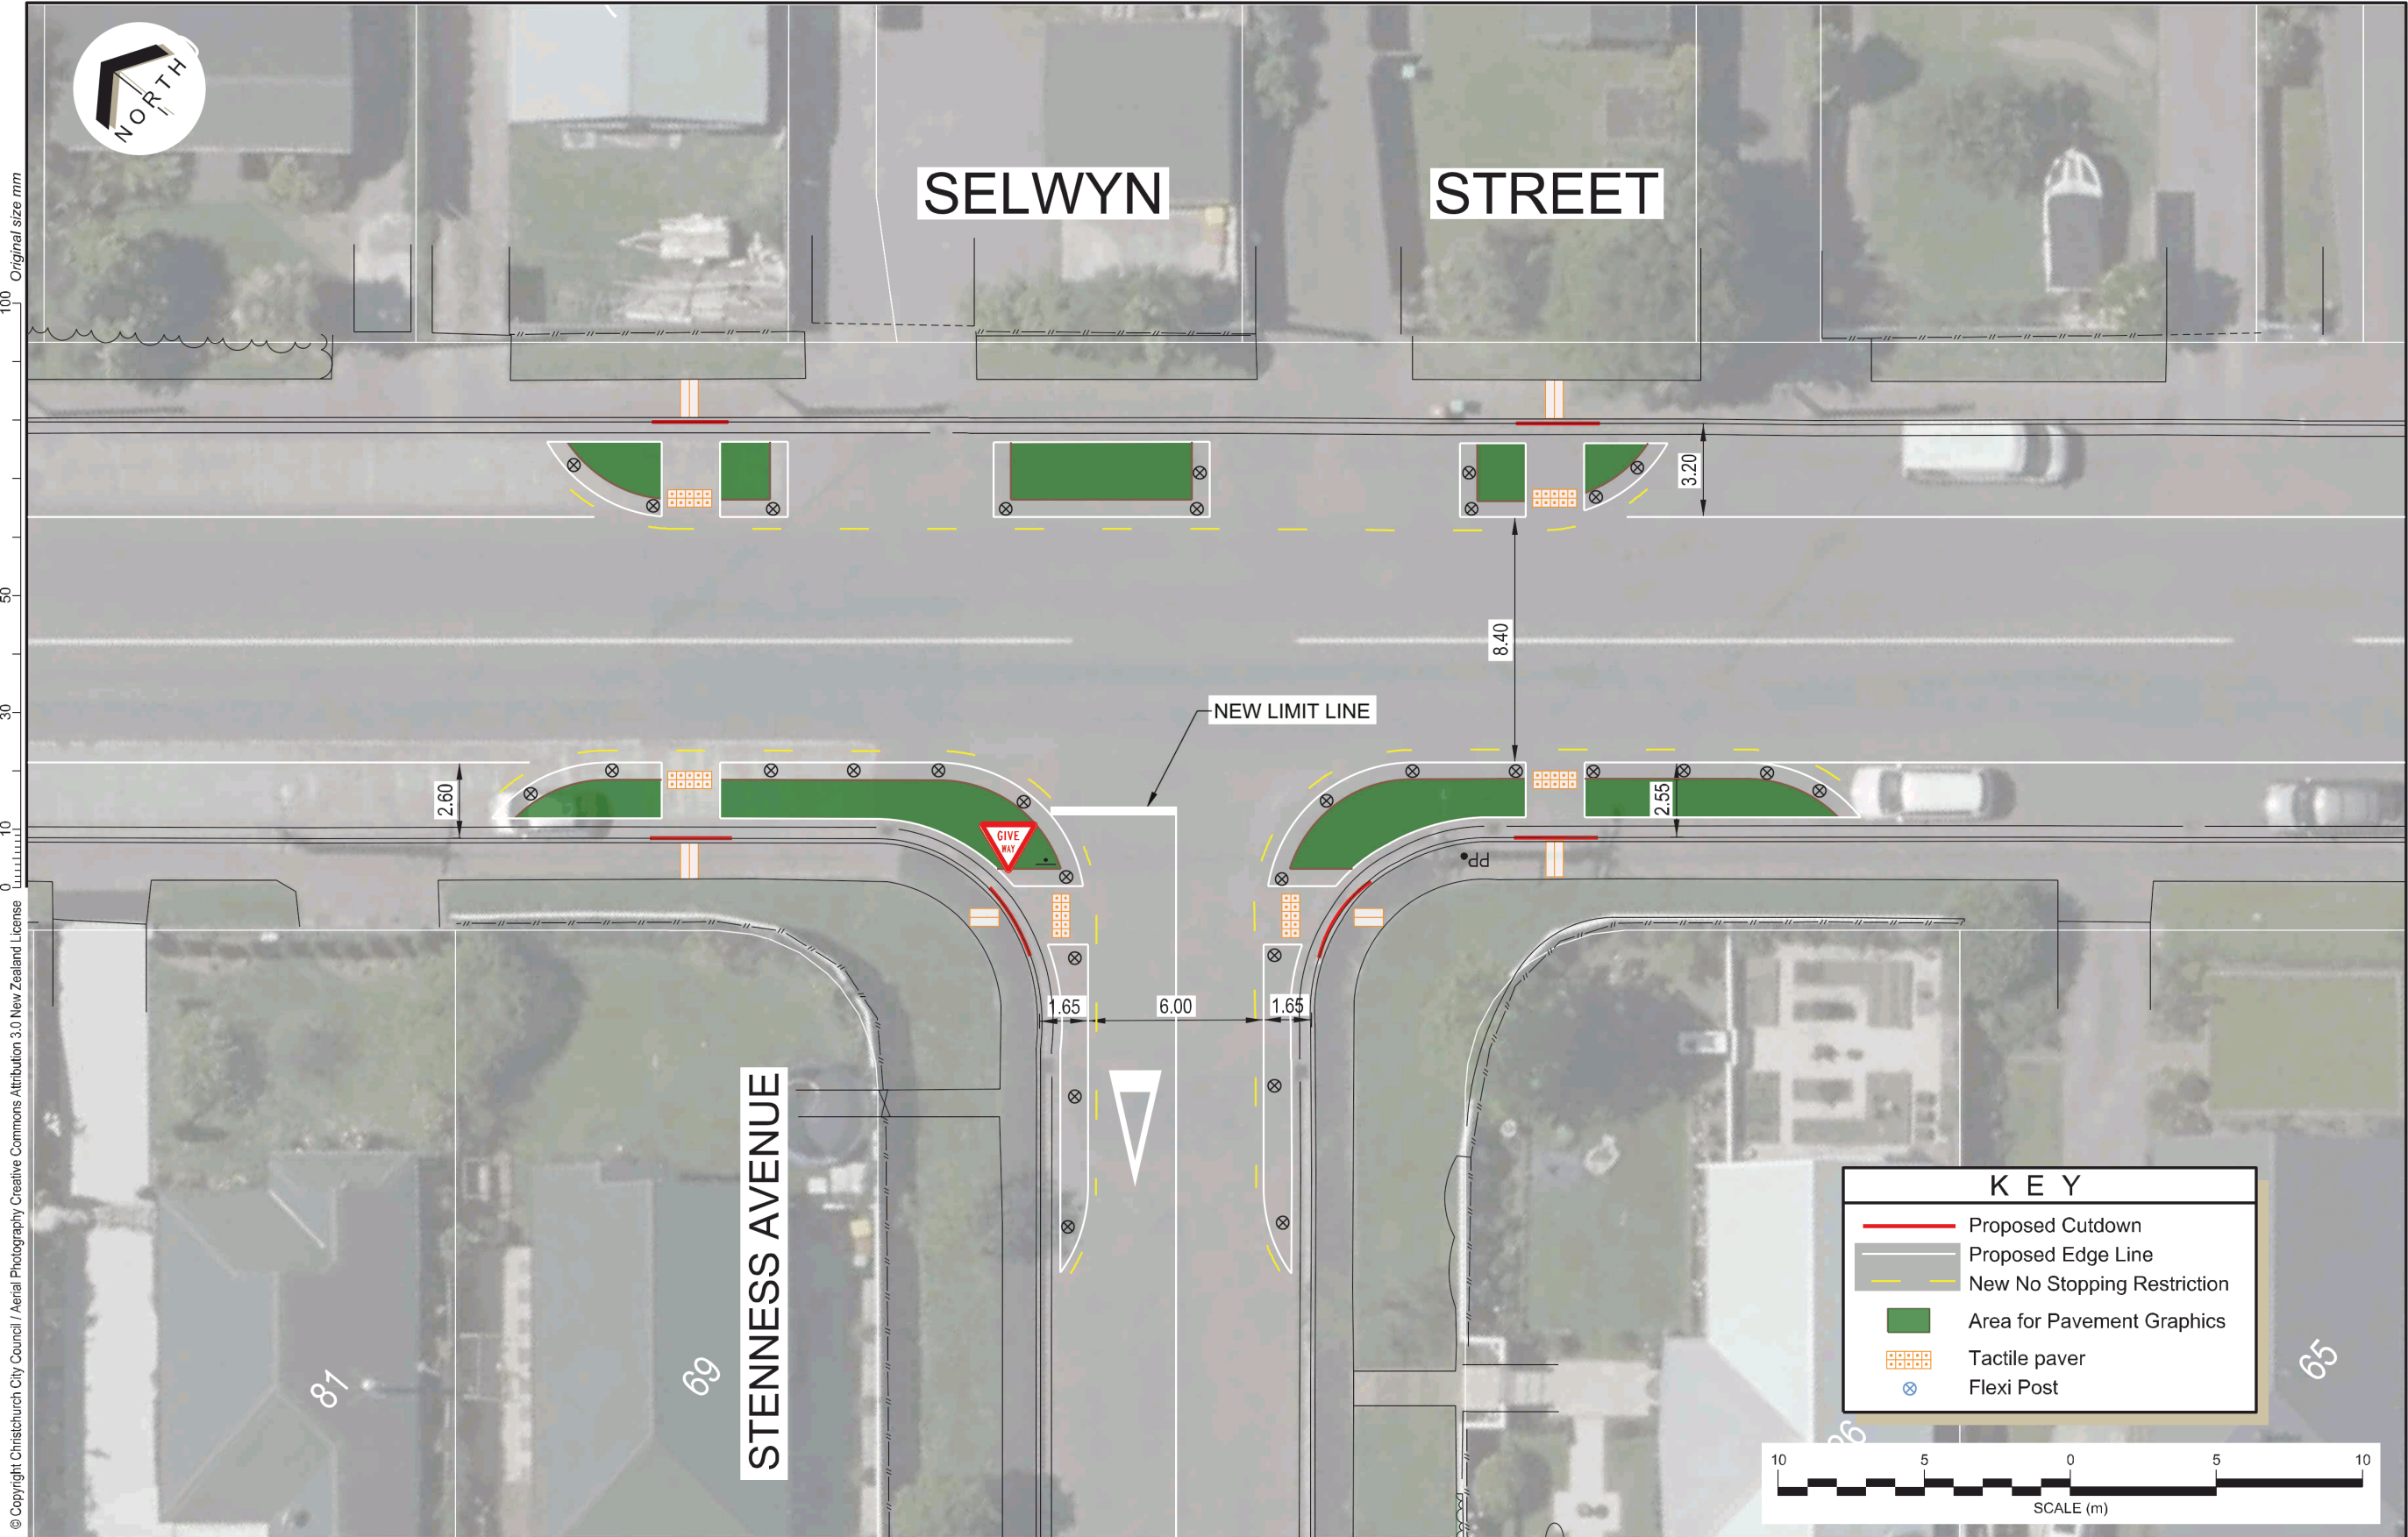 NORTH
SELWYN STREET
Original size mm
100
50
30
10
0
3.20
8.40
NEW LIMIT LINE
2.60
2.55
GIVE
WAY
PP
1.65
6.00
1.65
STENNESS AVENUE
81
69
65
KEY
Proposed Cutdown
Proposed Edge Line
New No Stopping Restriction
Area for Pavement Graphics
Tactile paver
Flexi Post
10 5 0 5 10
SCALE (m)
© Copyright Christchurch City Council / Aerial Photography Creative Commons Attribution 3.0 New Zealand License